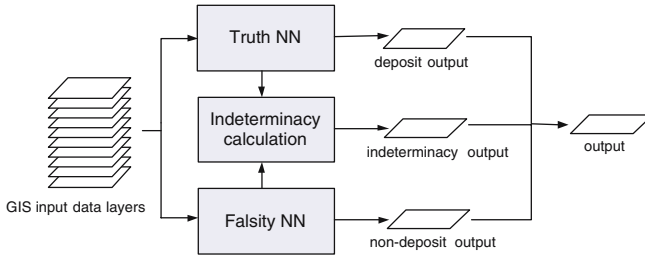 Truth NN
deposit output
Indeterminacy
calculation
indeterminacy output
output
GIS input data layers
Falsity NN
non-deposit output